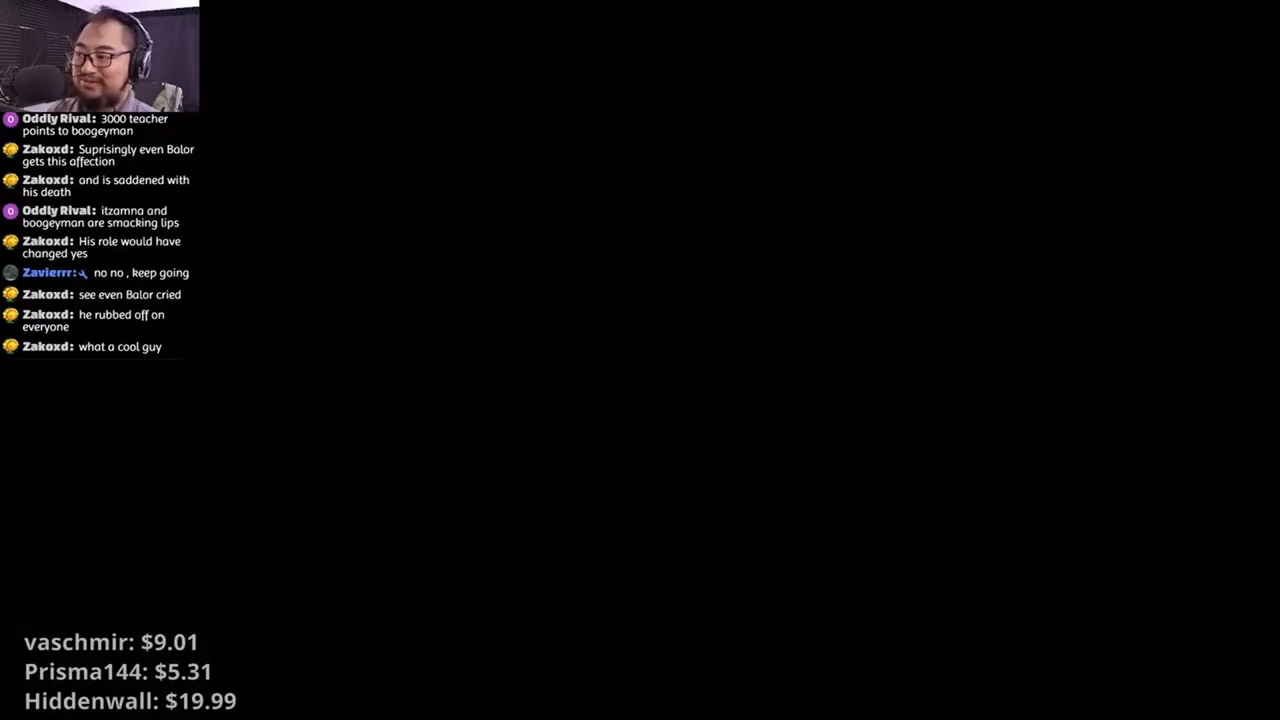 O Oddly Rival: 3000 teacher
points to boogeyman
Zakoxd: Suprisingly even Balor
gets this affection
Zakoxd: and is saddened with
his death
O Oddly Rival: itzamna and
boogeyman are smacking lips
Zakoxd: His role would have
changed yes
Zavierrr: no no , keep going
Zakoxd: see even Balor cried
Zakoxd: he rubbed off on
everyone
Zakoxd: what a cool guy
vaschmir: $9.01
Prisma144: $5.31
Hiddenwall: $19.99